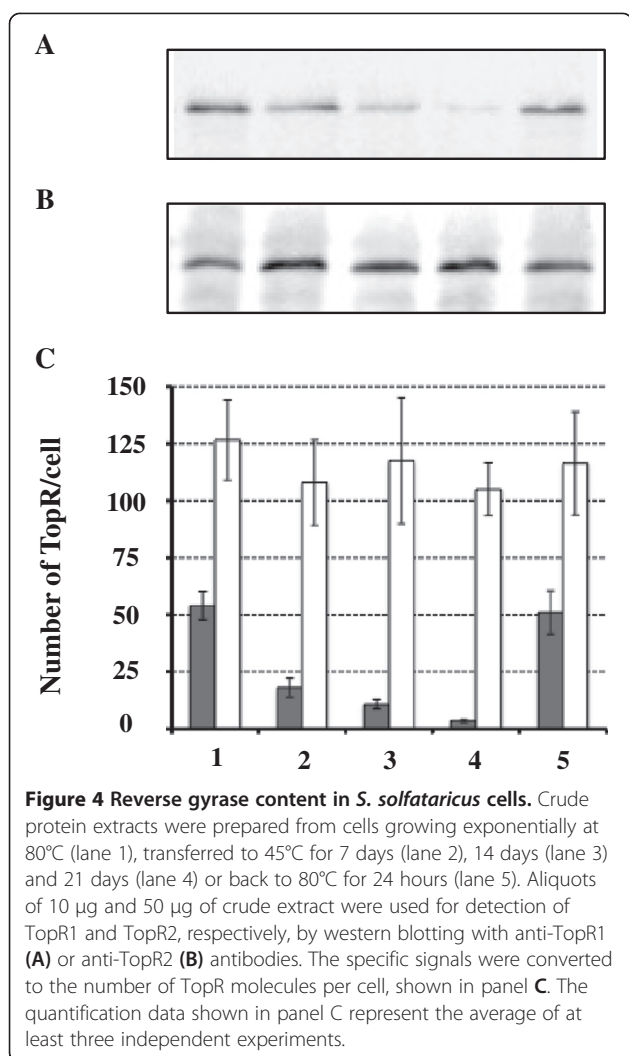 A
B
C
150
125
100
75
50
25
0
Number of TopR/cell
1 2 3 4 5
Figure 4 Reverse gyrase content in S. solfataricus cells. Crude
protein extracts were prepared from cells growing exponentially at
80°C (lane 1), transferred to 45°C for 7 days (lane 2), 14 days (lane 3)
and 21 days (lane 4) or back to 80°C for 24 hours (lane 5). Aliquots
of 10 μg and 50 μg of crude extract were used for detection of
TopR1 and TopR2, respectively, by western blotting with anti-TopR1
(A) or anti-TopR2 (B) antibodies. The specific signals were converted
to the number of TopR molecules per cell, shown in panel C. The
quantification data shown in panel C represent the average of at
least three independent experiments.